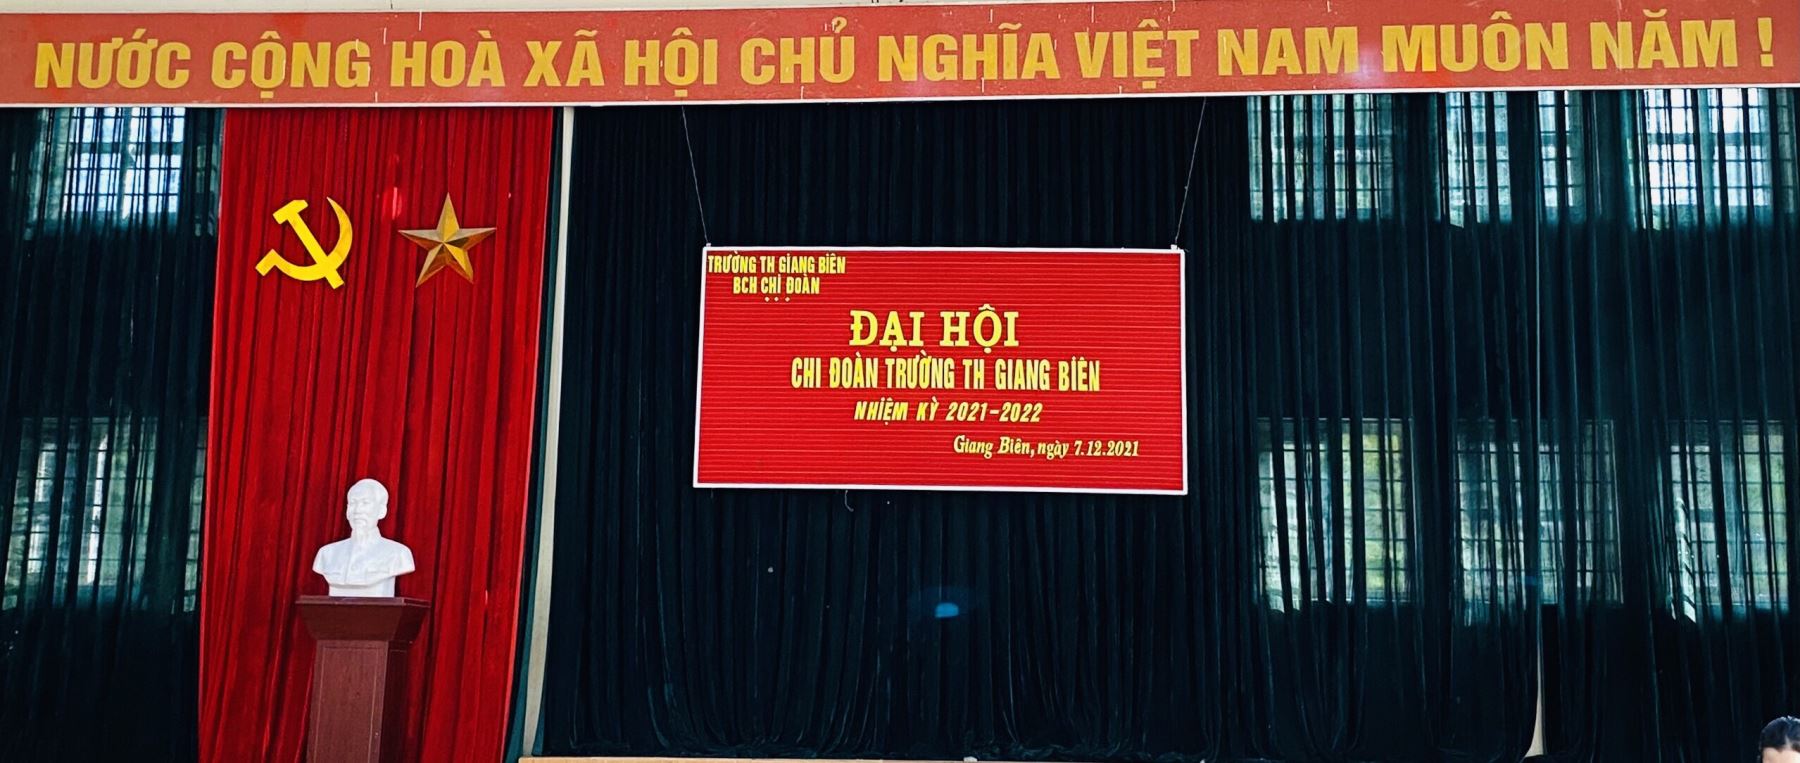 NƯỚC CỘNG HOÀ XÃ HỘI CHỦ NGHĨA VIỆT NAM MUÔN NĂM !
TRƯỜNG TH GIANG BIÊN
BCH CHI ĐOÀN
ĐẠI HỘI
CHI ĐOÀN TRƯỜNG TH GIANG BIÊN
NHIỆM KỲ 2021-2022
Giang Biên, ngày 7.12.2021